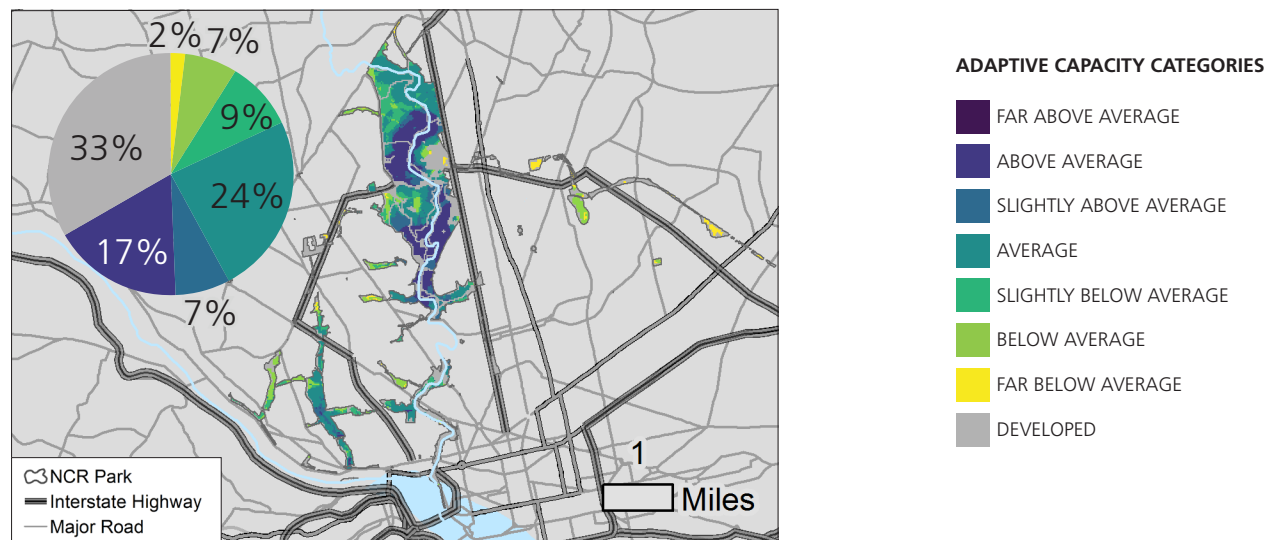 2%
7%
9%
33%
24%
17%
7%
1
Miles
NCR Park
Interstate Highway
Major Road
ADAPTIVE CAPACITY CATEGORIES
FAR ABOVE AVERAGE
ABOVE AVERAGE
SLIGHTLY ABOVE AVERAGE
AVERAGE
SLIGHTLY BELOW AVERAGE
BELOW AVERAGE
FAR BELOW AVERAGE
DEVELOPED